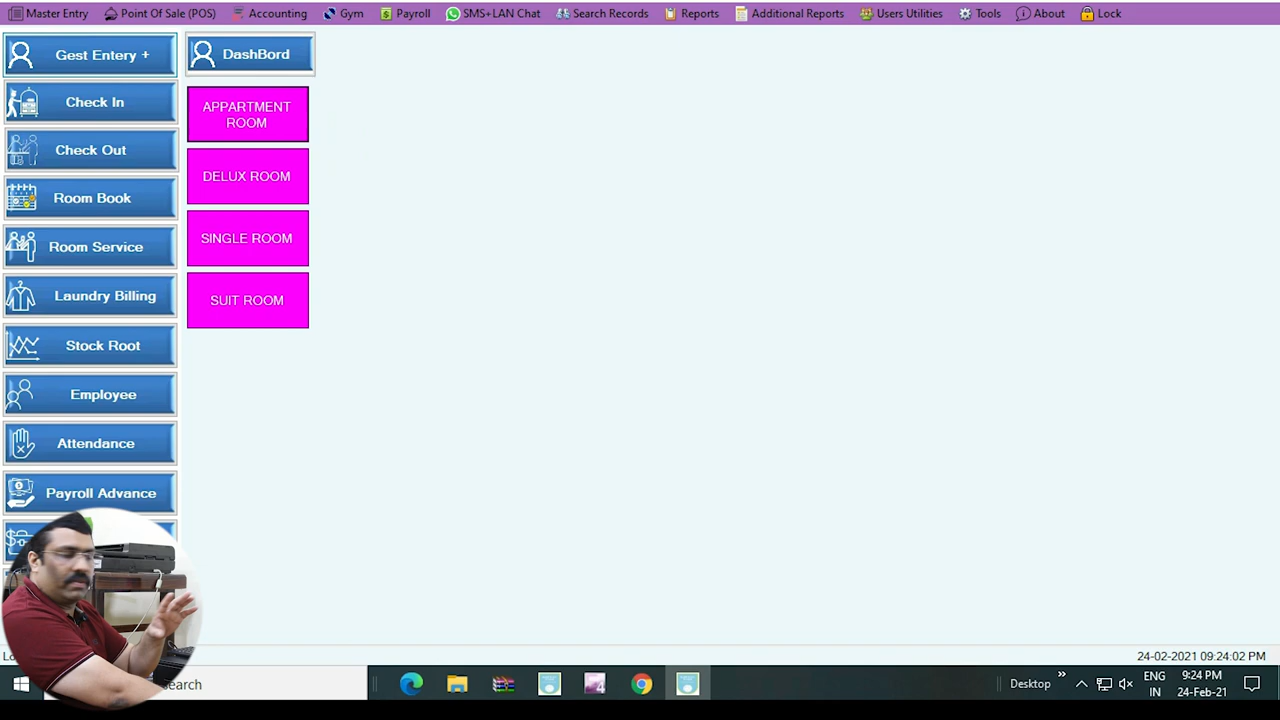 Master Entry Point Of Sale (POS) Accounting Gym Payroll SMS+LAN Chat Search Records Reports Additional Reports Users Utilities Tools About Lock
Gest Entery +
DashBord
Check In
Check Out
Room Book
Room Service
Laundry Billing
Stock Root
Employee
Attendance
Payroll Advance
APPARTMENT
ROOM
DELUX ROOM
SINGLE ROOM
SUIT ROOM
24-02-2021 09:24:02 PM
Desktop
ENG
IN
9:24 PM
24-Feb-21